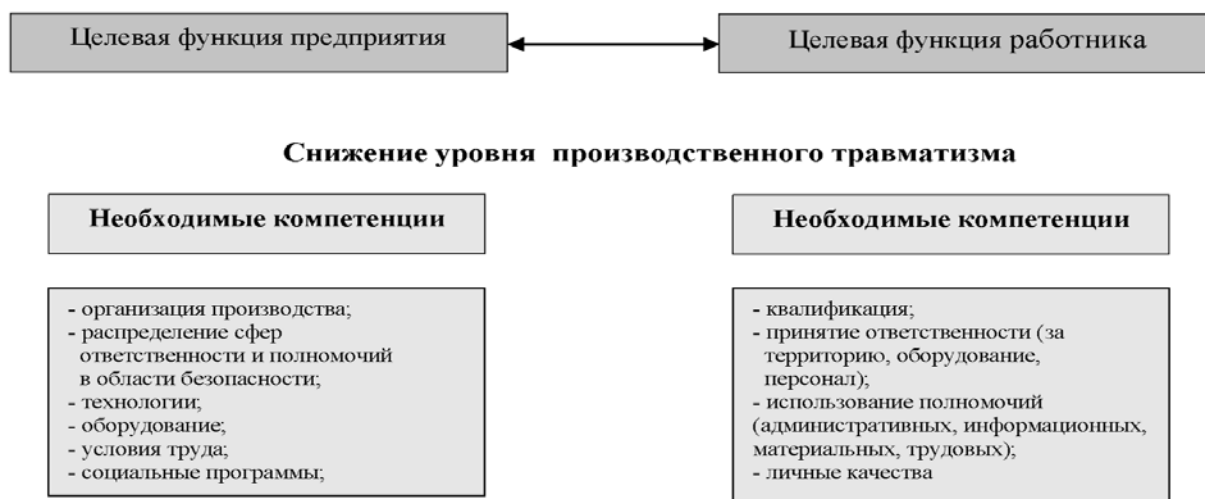 Целевая функция предприятия
Целевая функция работника
Снижение уровня производственного травматизма
Необходимые компетенции
- организация производства;
- распределение сфер
ответственности и полномочий
в области безопасности;
- технологии;
- оборудование;
- условия труда;
- социальные программы;
Необходимые компетенции
- квалификация;
- принятие ответственности (за
территорию, оборудование,
персонал);
- использование полномочий
(административных, информационных,
материальных, трудовых);
- личные качества